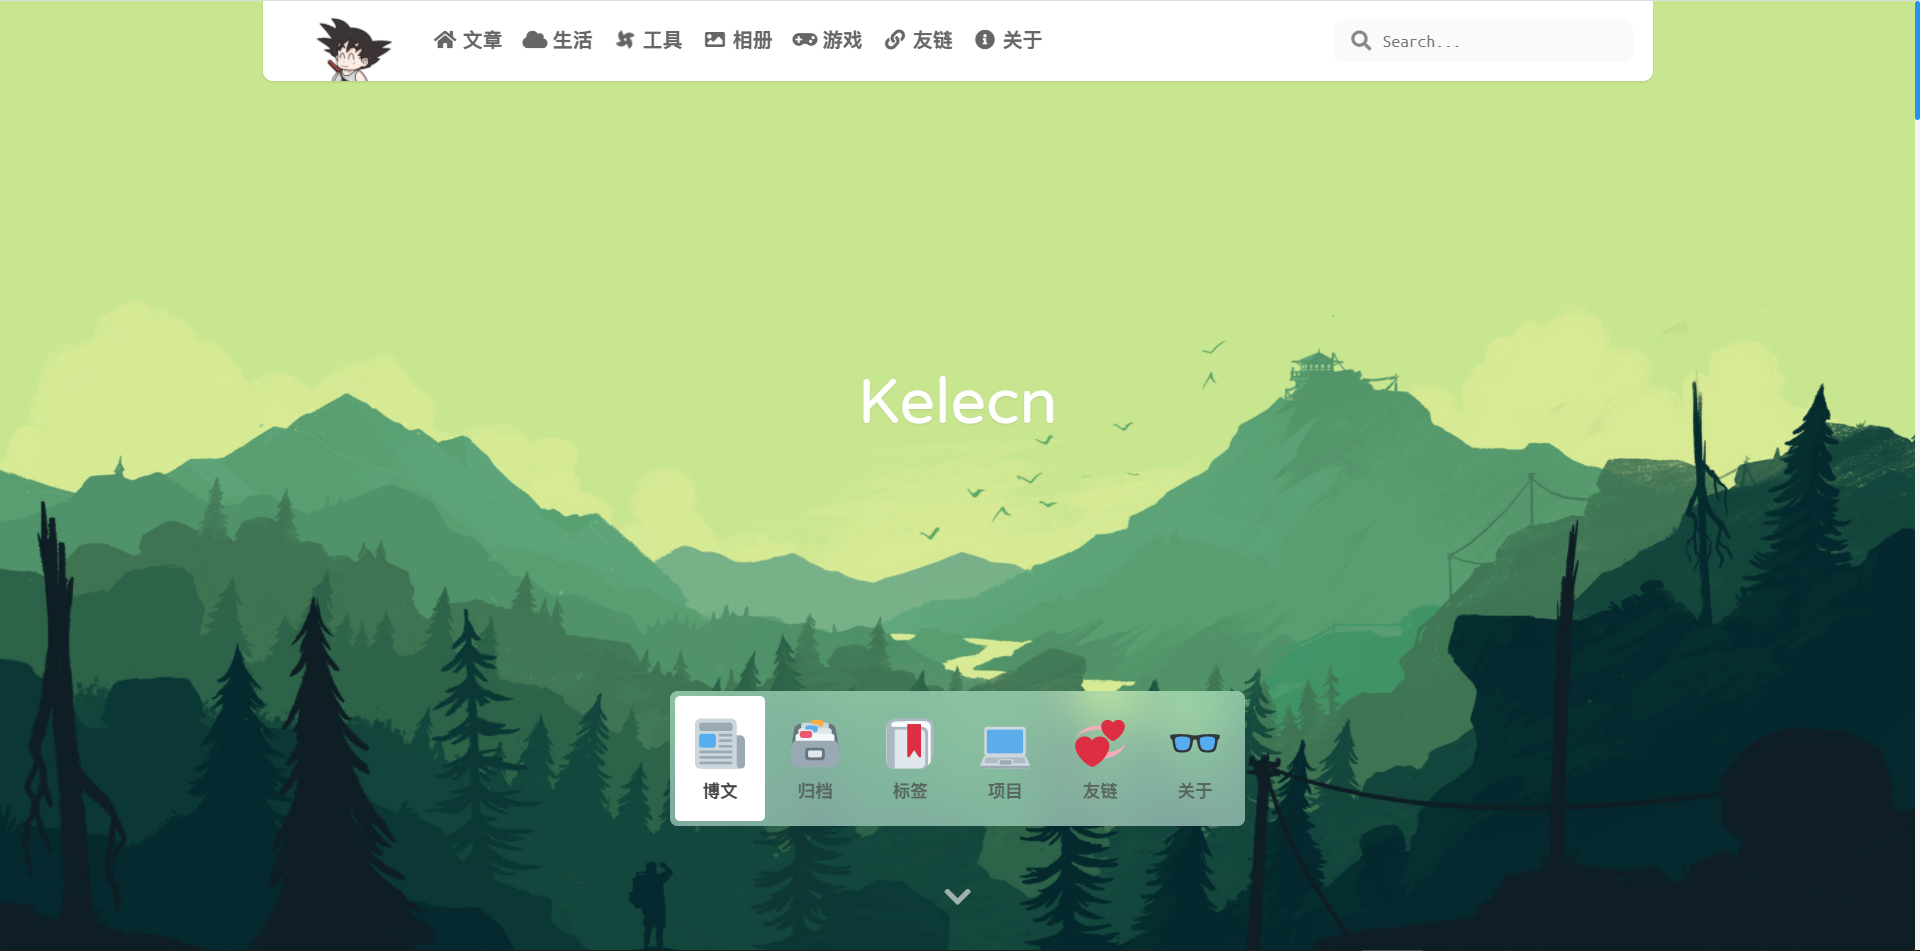 文章 生活 工具 相册 游戏 友链 关于 Search...
Kelecn
博文 归档 标签 项目 友链 关于